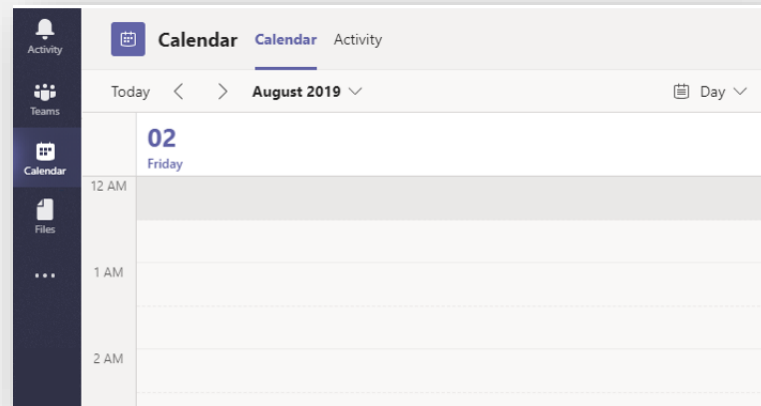 Activity
Teams
Calendar
Files
Calendar Calendar Activity
Today August 2019 Day
02
Friday
12 AM
1 AM
2 AM